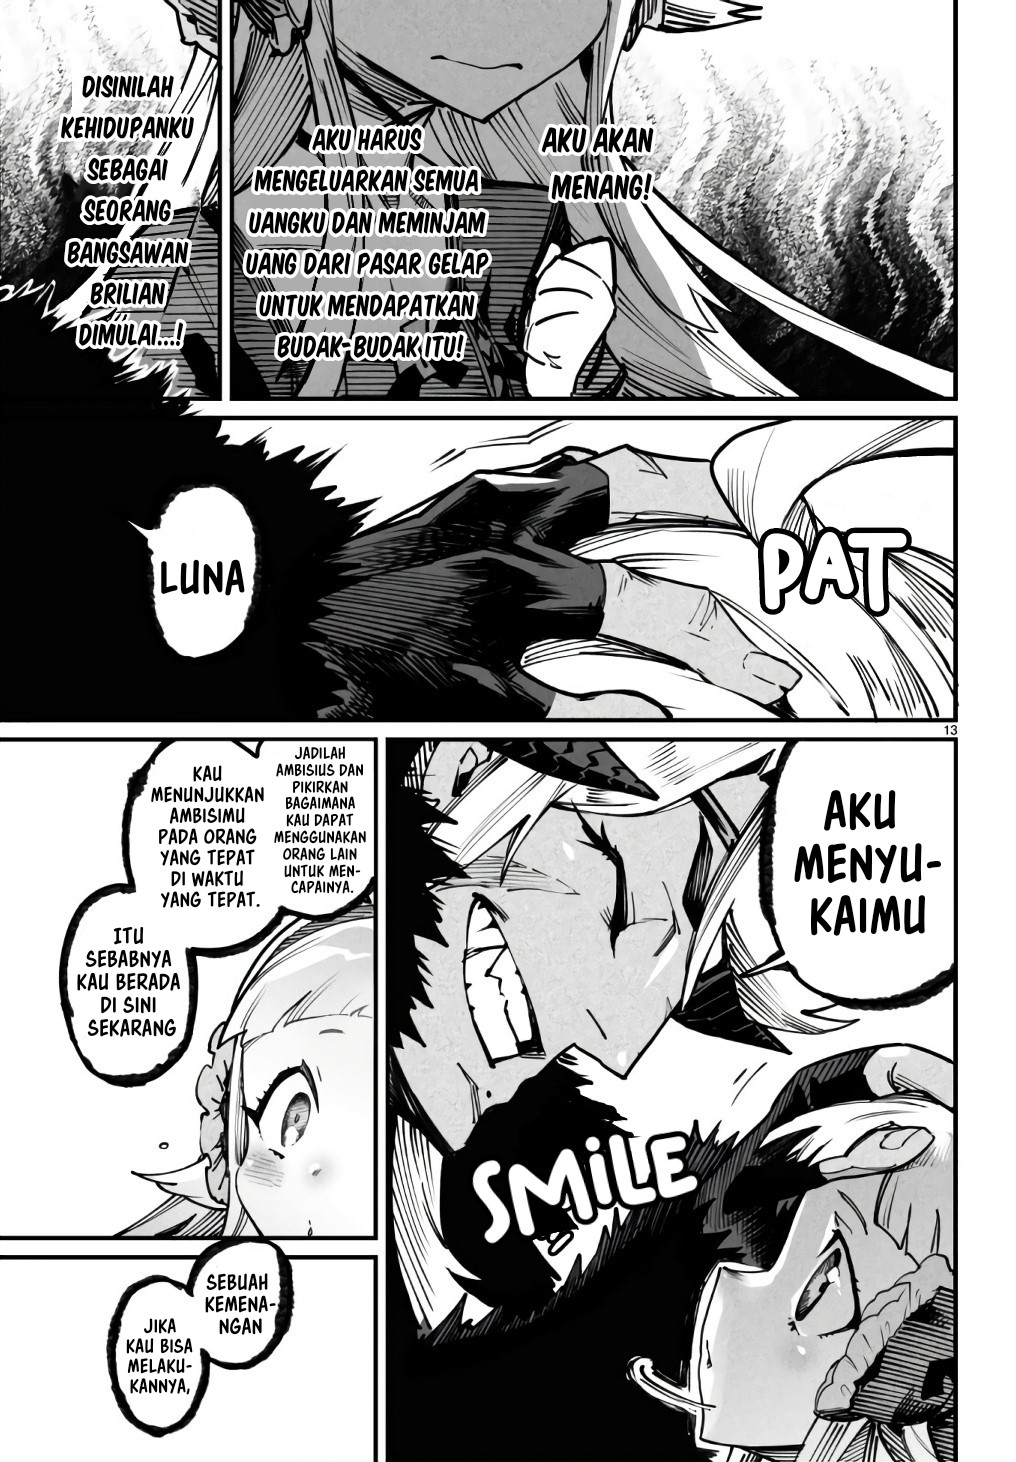 AKU AKAN
MENANG!
AKU HARUS
MENGELUARKAN SEMUA
UANGKU DAN MEMINJAM
UANG DARI PASAR GELAP
UNTUK MENDAPATKAN
BUDAK-BUDAK ITU!
DISINILAH
KEHIDUPANKU
SEBAGAI
SEORANG
BANGSAWAN
BRILIAN
DIMULAI...!
PAT
LUNA
13
AKU
MENYU-
KAIMU
SMILE
JADILAH
AMBISIUS DAN
PIKIRKAN
BAGAIMANA
KAU DAPAT
MENGGUNAKAN
ORANG LAIN
UNTUK MEN-
CAPAINYA.
KAU
MENUNJUKKAN
AMBISIMU
PADA ORANG
YANG TEPAT
DI WAKTU
YANG TEPAT.
ITU
SEBABNYA
KAU BERADA
DI SINI
SEKARANG
SEBUAH
KEMENA-
NGAN
JIKA
KAU BISA
MELAKU-
KANNYA,